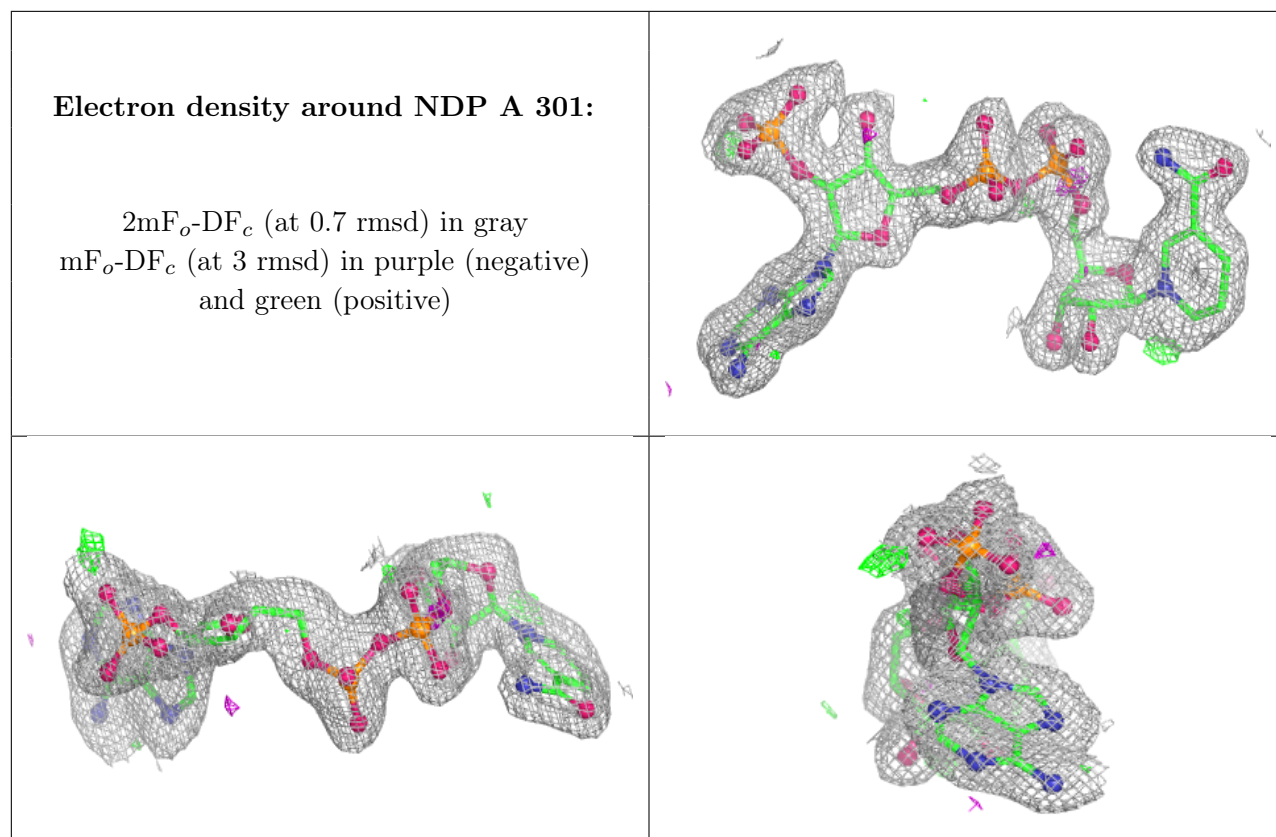 Electron density around NDP A 301:
2mFₒ-DF𝒸 (at 0.7 rmsd) in gray
mFₒ-DF𝒸 (at 3 rmsd) in purple (negative)
and green (positive)